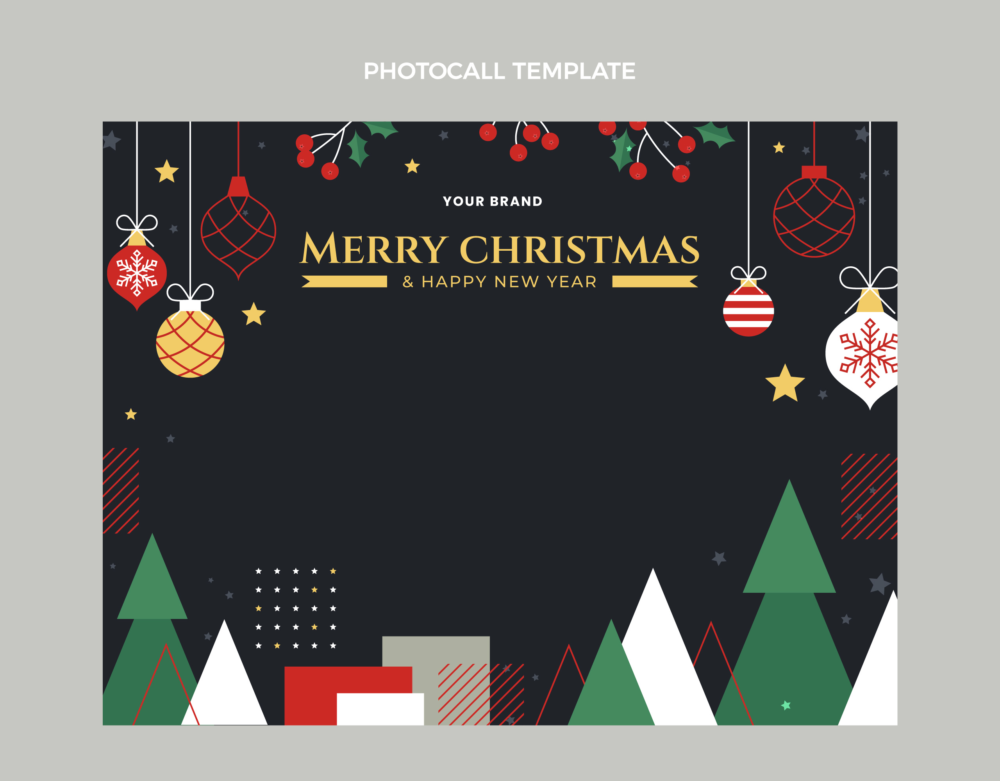 PHOTOCALL TEMPLATE
YOUR BRAND
MERRY CHRISTMAS
& HAPPY NEW YEAR